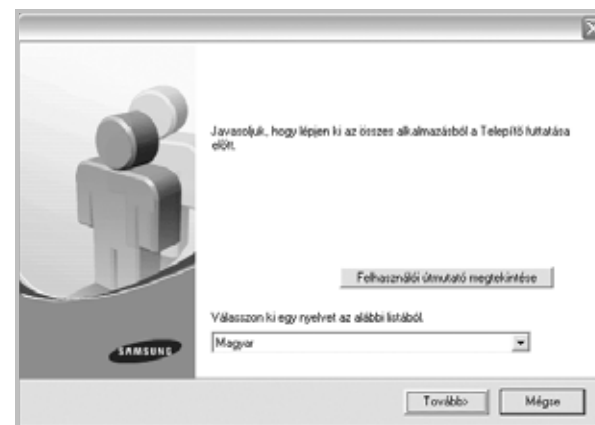 Javasoljuk, hogy lépjen ki az összes alkalmazásból a Telepítő futtatása
előtt.
Felhasználói útmutató megtekintése
Válasszon ki egy nyelvet az alábbi listából.
Magyar
SAMSUNG
Tovább>
Mégse